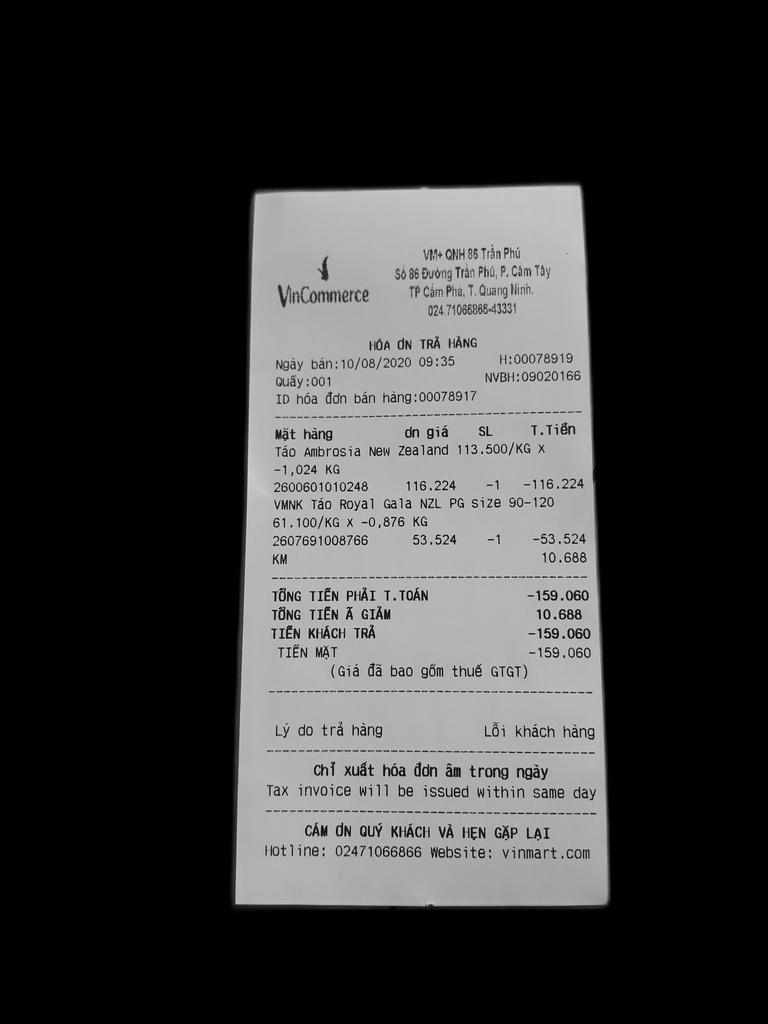 VinCommerce
VM+ QNH 86 Trần Phú
Số 86 Đường Trần Phú, P. Cẩm Tây
TP Cẩm Phả, T. Quảng Ninh.
024.71066866-43331
HÓA ƠN TRẢ HÀNG
Ngày bán:10/08/2020 09:35 H:00078919
Quầy:001 NVBH:09020166
ID hóa đơn bán hàng:00078917
Mặt hàng ơn giá SL T.Tiền
Táo Ambrosia New Zealand 113.500/KG X
-1,024 KG
2600601010248 116.224 -1 -116.224
VMNK Táo Royal Gala NZL PG size 90-120
61.100/KG X -0,876 KG
2607691008766 53.524 -1 -53.524
KM 10.688
TỔNG TIỀN PHẢI T.TOÁN -159.060
TỔNG TIỀN Ã GIẢM 10.688
TIỀN KHÁCH TRẢ -159.060
TIỀN MẶT -159.060
(Giá đã bao gồm thuế GTGT)
Lý do trả hàng Lỗi khách hàng
Chỉ xuất hóa đơn âm trong ngày
Tax invoice will be issued within same day
CÁM ƠN QUÝ KHÁCH VÀ HẸN GẶP LẠI
Hotline: 02471066866 Website: vinmart.com